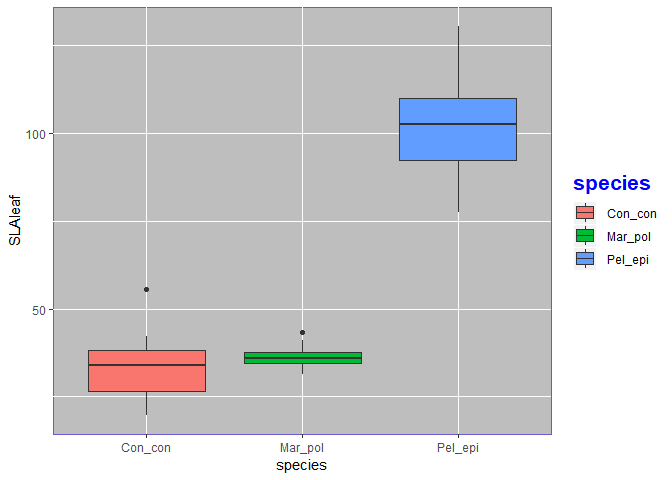 SLAleaf
100
50
Con_con
Mar_pol
Pel_epi
species
species
Con_con
Mar_pol
Pel_epi